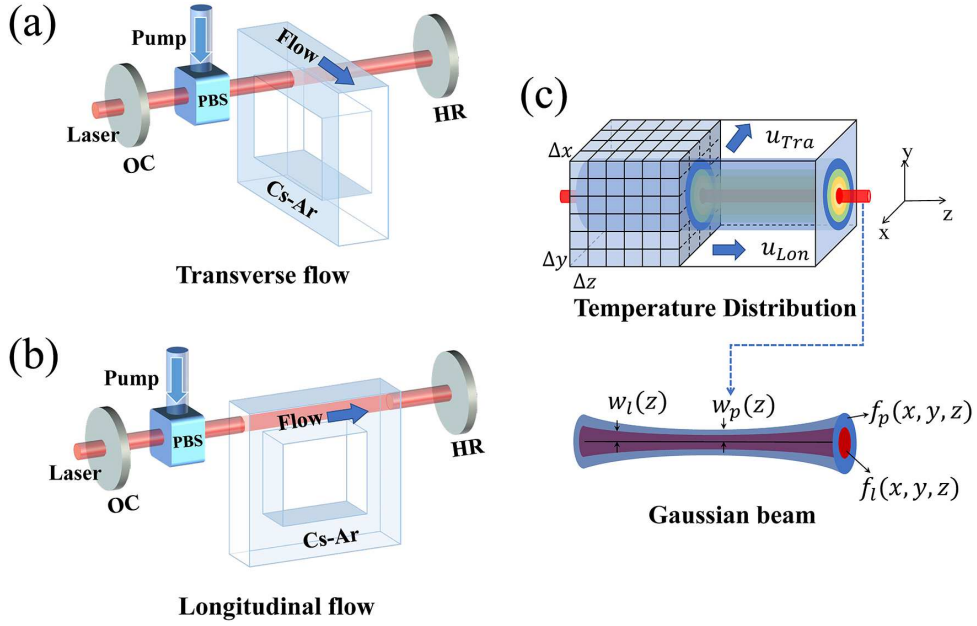 (a)
Pump
Flow
PBS
HR
Laser
OC
Cs-Ar
Transverse flow
(b)
Pump
Flow
PBS
HR
Laser
OC
Cs-Ar
Longitudinal flow
(c)
Δx
u_Tra
y
z
x
Δy
u_Lon
Δz
Temperature Distribution
w_l(z)
w_p(z)
f_p(x, y, z)
f_l(x, y, z)
Gaussian beam